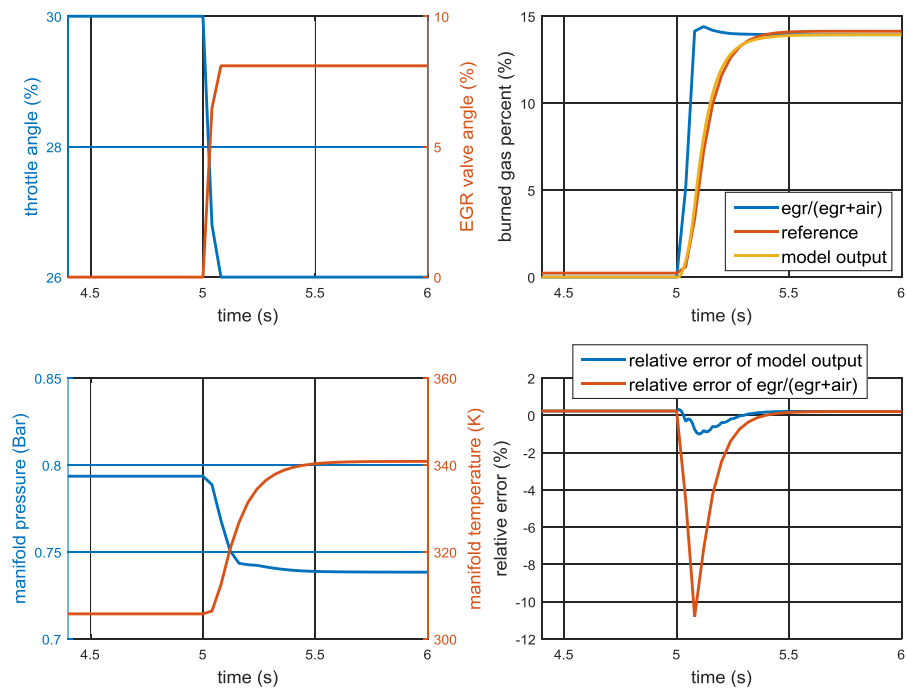 30
28
26
throttle angle (%)
10
5
0
EGR valve angle (%)
4.5 5 5.5 6
time (s)
15
10
5
0
burned gas percent (%)
egr/(egr+air)
reference
model output
4.5 5 5.5 6
time (s)
0.85
0.8
0.75
0.7
manifold pressure (Bar)
360
340
320
300
manifold temperature (K)
4.5 5 5.5 6
time (s)
relative error of model output
relative error of egr/(egr+air)
2
0
-2
-4
-6
-8
-10
-12
relative error (%)
4.5 5 5.5 6
time (s)